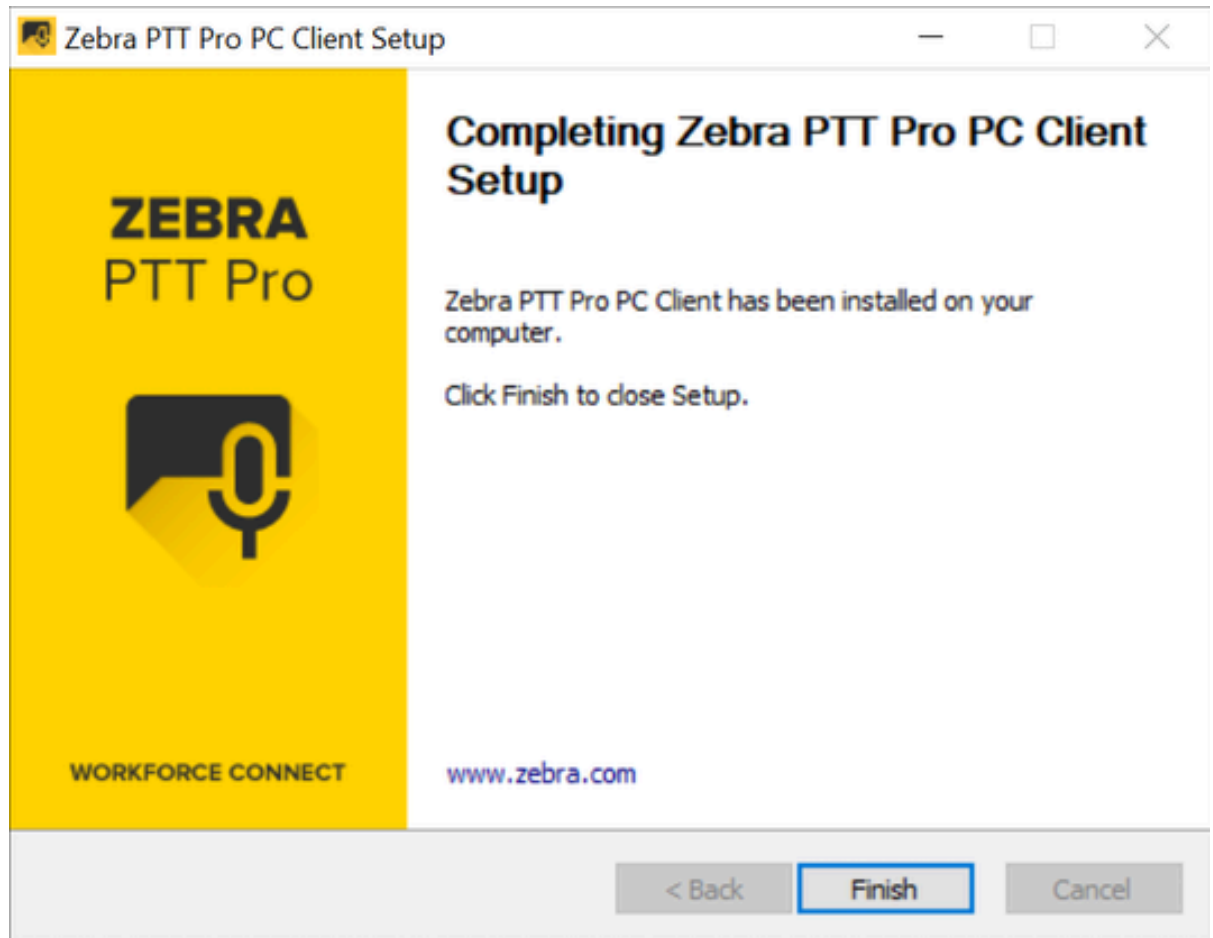 Zebra PTT Pro PC Client Setup
ZEBRA
PTT Pro
WORKFORCE CONNECT
Completing Zebra PTT Pro PC Client
Setup
Zebra PTT Pro PC Client has been installed on your
computer.
Click Finish to close Setup.
www.zebra.com
< Back
Finish
Cancel